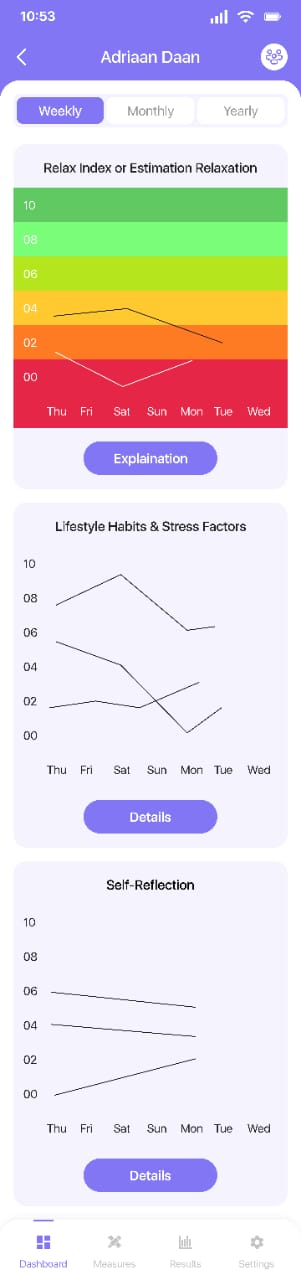 10:53
Adriaan Daan
Weekly Monthly Yearly
Relax Index or Estimation Relaxation
10
08
06
04
02
00
Thu Fri Sat Sun Mon Tue Wed
Explaination
Lifestyle Habits & Stress Factors
10
08
06
04
02
00
Thu Fri Sat Sun Mon Tue Wed
Details
Self-Reflection
10
08
06
04
02
00
Thu Fri Sat Sun Mon Tue Wed
Details
Dashboard Measures Results Settings